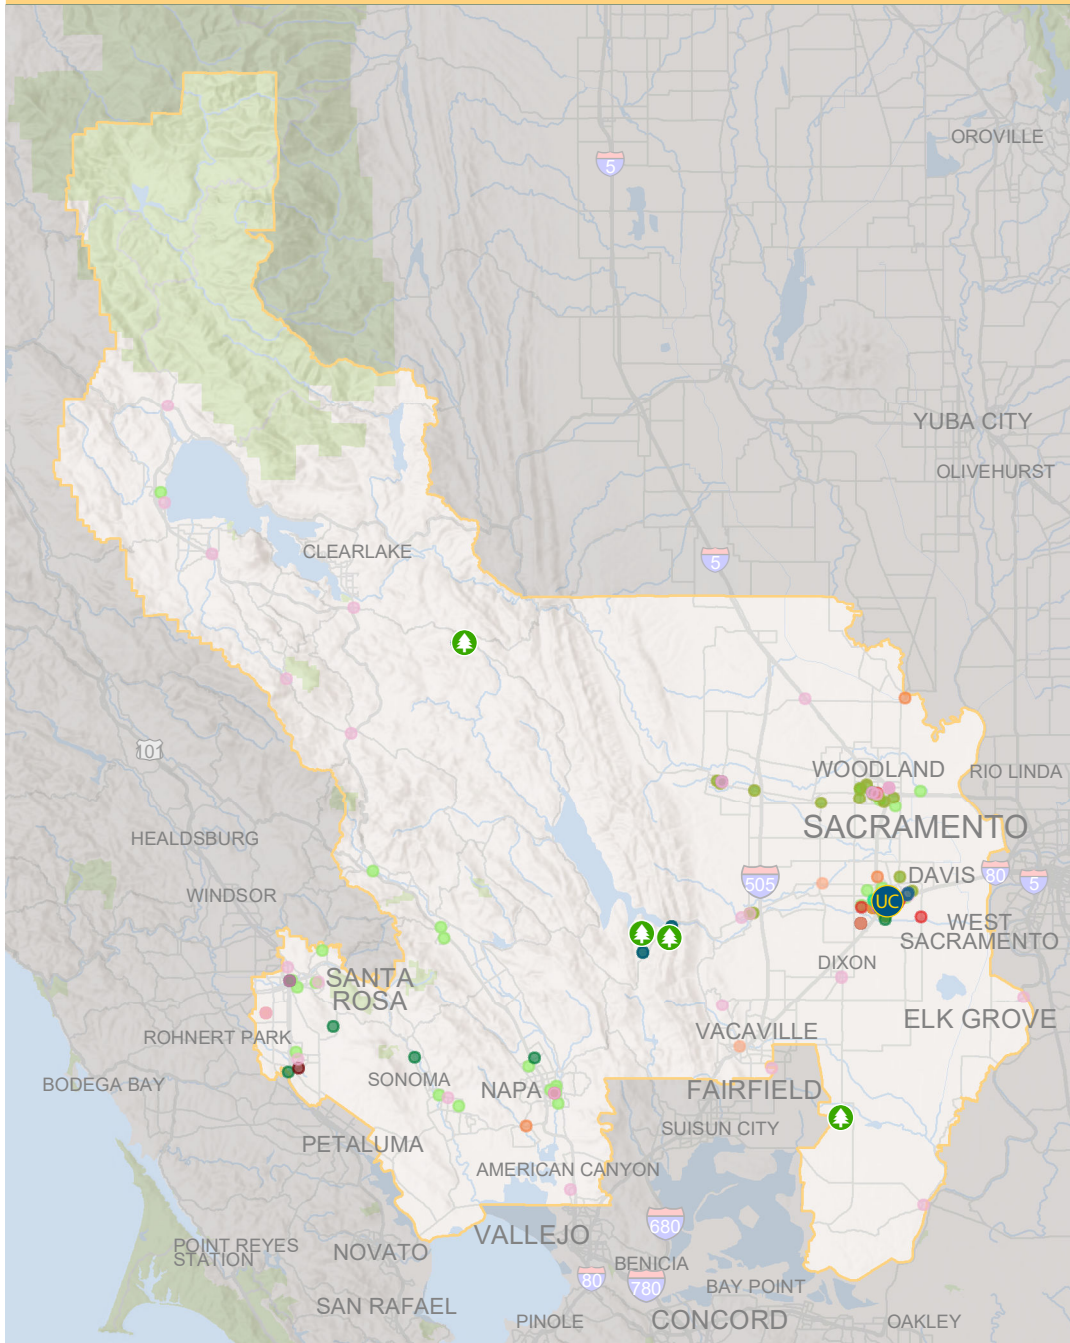 OROVILLE
5
YUBA CITY
OLIVEHURST
CLEARLAKE
5
101
WOODLAND
RIO LINDA
SACRAMENTO
HEALDSBURG
505
DAVIS
80
5
WINDSOR
UC
WEST
SACRAMENTO
SANTA
ROSA
DIXON
ELK GROVE
ROHNERT PARK
VACAVILLE
BODEGA BAY
SONOMA
NAPA
FAIRFIELD
SUISUN CITY
PETALUMA
AMERICAN CANYON
680
VALLEJO
POINT REYES
STATION
NOVATO
BENICIA
80
780
BAY POINT
SAN RAFAEL
PINOLE
CONCORD
OAKLEY